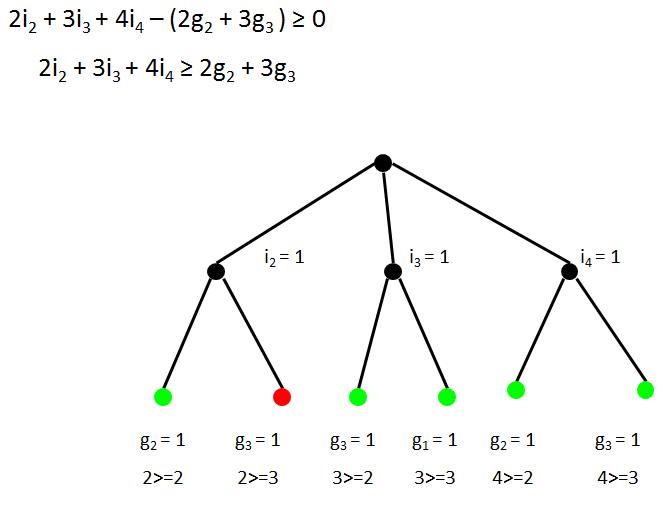 2i₂ + 3i₃ + 4i₄ – (2g₂ + 3g₃ ) ≥ 0
2i₂ + 3i₃ + 4i₄ ≥ 2g₂ + 3g₃
i₂ = 1 i₃ = 1 i₄ = 1
g₂ = 1 g₃ = 1 g₃ = 1 g₁ = 1 g₂ = 1 g₃ = 1
2>=2 2>=3 3>=2 3>=3 4>=2 4>=3